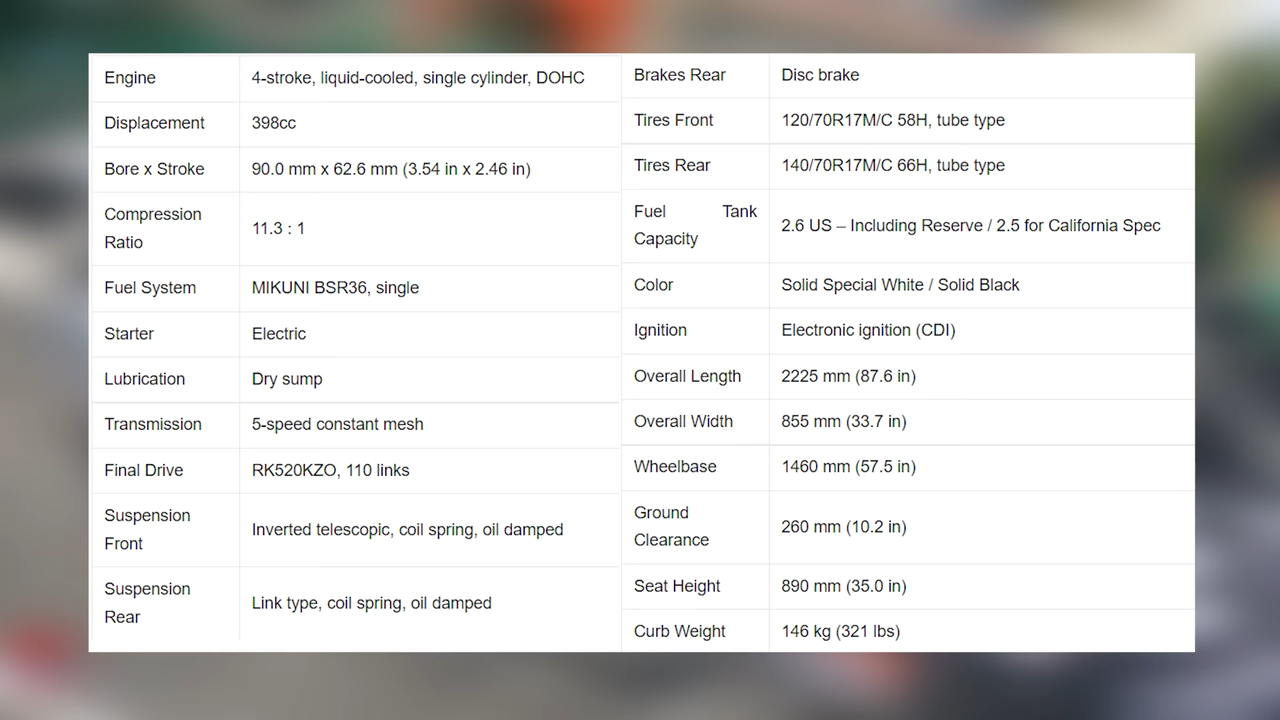 Engine 4-stroke, liquid-cooled, single cylinder, DOHC
Displacement 398cc
Bore x Stroke 90.0 mm x 62.6 mm (3.54 in x 2.46 in)
Compression
Ratio
11.3 : 1
Fuel System MIKUNI BSR36, single
Starter Electric
Lubrication Dry sump
Transmission 5-speed constant mesh
Final Drive RK520KZO, 110 links
Suspension
Front
Inverted telescopic, coil spring, oil damped
Suspension
Rear
Link type, coil spring, oil damped
Brakes Rear Disc brake
Tires Front 120/70R17M/C 58H, tube type
Tires Rear 140/70R17M/C 66H, tube type
Fuel Tank
Capacity
2.6 US – Including Reserve / 2.5 for California Spec
Color Solid Special White / Solid Black
Ignition Electronic ignition (CDI)
Overall Length 2225 mm (87.6 in)
Overall Width 855 mm (33.7 in)
Wheelbase 1460 mm (57.5 in)
Ground
Clearance
260 mm (10.2 in)
Seat Height 890 mm (35.0 in)
Curb Weight 146 kg (321 lbs)